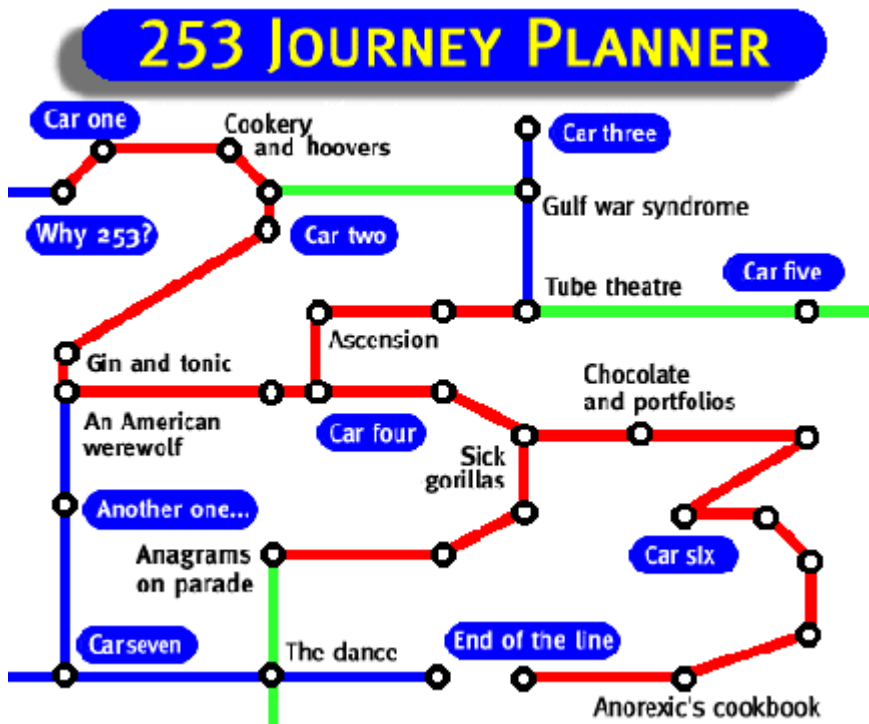 253 JOURNEY PLANNER
Car one
Cookery
and hoovers
Car three
Why 253?
Car two
Gulf war syndrome
Tube theatre
Car five
Gin and tonic
Ascension
Chocolate
and portfolios
An American
werewolf
Car four
Sick
gorillas
Another one...
Anagrams
on parade
Car six
Car seven
The dance
End of the line
Anorexic's cookbook